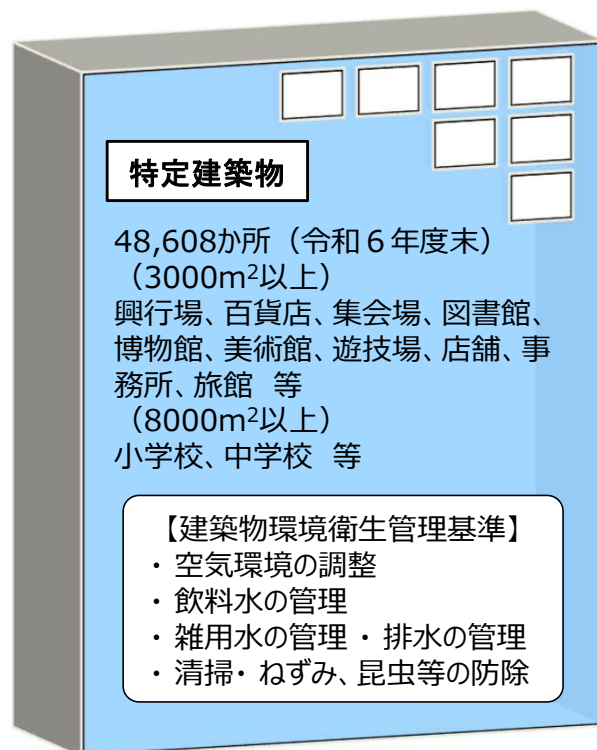 特定建築物
48,608か所（令和６年度末）
（3000m²以上）
興行場、百貨店、集会場、図書館、
博物館、美術館、遊技場、店舗、事
務所、旅館 等
（8000m²以上）
小学校、中学校 等
【建築物環境衛生管理基準】
・ 空気環境の調整
・ 飲料水の管理
・ 雑用水の管理 ・ 排水の管理
・ 清掃・ ねずみ、昆虫等の防除